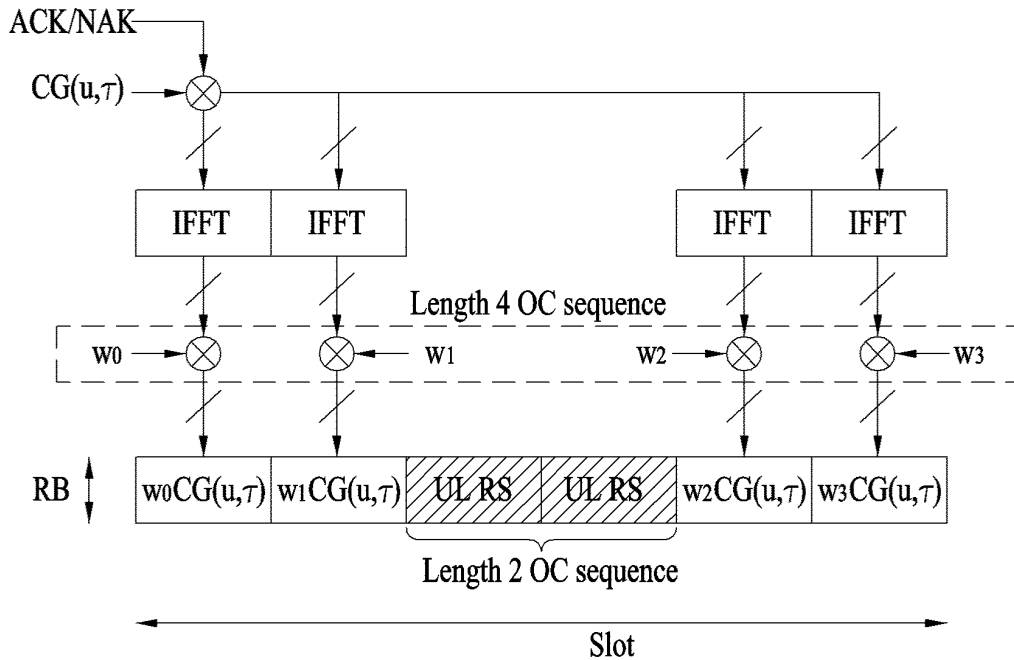 ACK/NAK
CG(u,τ)
IFFT IFFT IFFT IFFT
Length 4 OC sequence
W0 W1 W2 W3
RB w0CG(u,τ) w1CG(u,τ) UL RS UL RS w2CG(u,τ) w3CG(u,τ)
Length 2 OC sequence
Slot